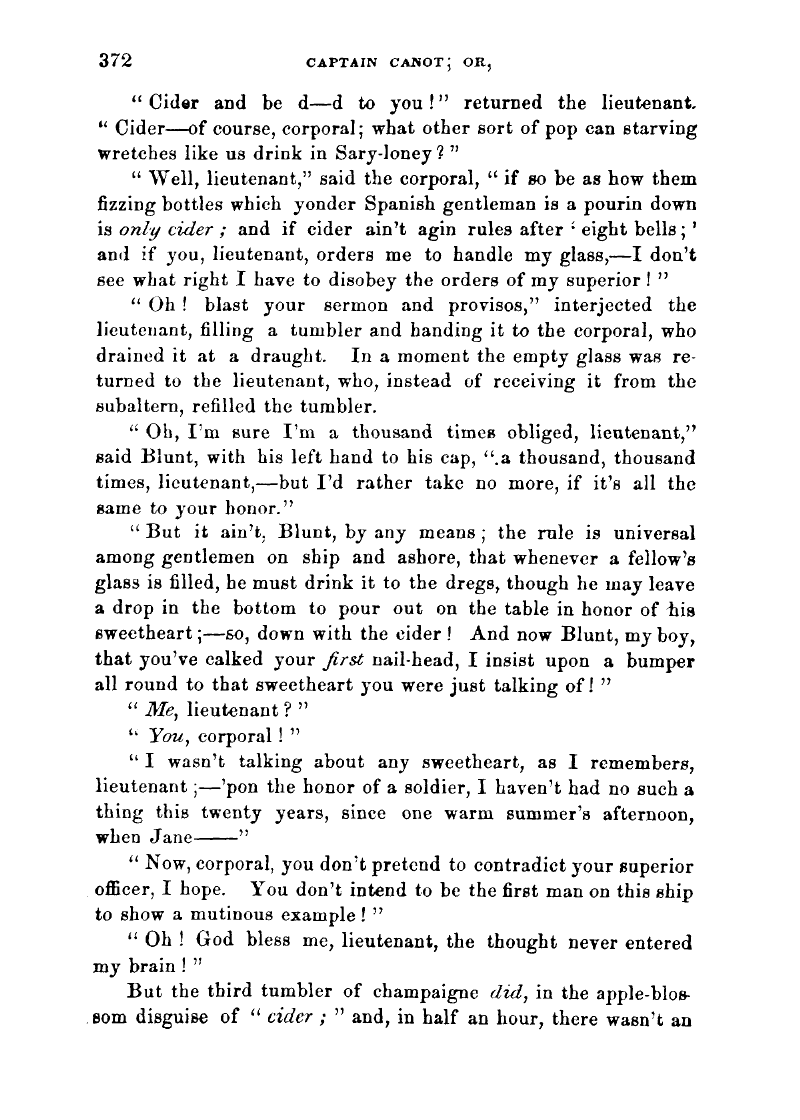 372 CAPTAIN CANOT; OR,
“ Cider and be d—d to you!” returned the lieutenant.
“ Cider—of course, corporal; what other sort of pop can starving
wretches like us drink in Sary-loney? ”
“ Well, lieutenant,” said the corporal, “ if so be as how them
fizzing bottles which yonder Spanish gentleman is a pourin down
is only cider ; and if cider ain't agin rules after ‘ eight bells ; ’
and if you, lieutenant, orders me to handle my glass,—I don't
see what right I have to disobey the orders of my superior! ”
“ Oh! blast your sermon and provisos,” interjected the
lieutenant, filling a tumbler and handing it to the corporal, who
drained it at a draught. In a moment the empty glass was re-
turned to the lieutenant, who, instead of receiving it from the
subaltern, refilled the tumbler.
“ Oh, I'm sure I'm a thousand times obliged, lieutenant,”
said Blunt, with his left hand to his cap, “.a thousand, thousand
times, lieutenant,—but I'd rather take no more, if it's all the
same to your honor.”
“ But it ain't, Blunt, by any means ; the rule is universal
among gentlemen on ship and ashore, that whenever a fellow's
glass is filled, he must drink it to the dregs, though he may leave
a drop in the bottom to pour out on the table in honor of his
sweetheart ;—so, down with the cider! And now Blunt, my boy,
that you've calked your first nail-head, I insist upon a bumper
all round to that sweetheart you were just talking of! ”
“ Me, lieutenant? ”
“ You, corporal! ”
“ I wasn't talking about any sweetheart, as I remembers,
lieutenant ;—'pon the honor of a soldier, I haven't had no such a
thing this twenty years, since one warm summer's afternoon,
when Jane——”
“ Now, corporal, you don't pretend to contradict your superior
officer, I hope. You don't intend to be the first man on this ship
to show a mutinous example! ”
“ Oh! God bless me, lieutenant, the thought never entered
my brain! ”
But the third tumbler of champaigne did, in the apple-blos-
som disguise of “ cider ; ” and, in half an hour, there wasn't an